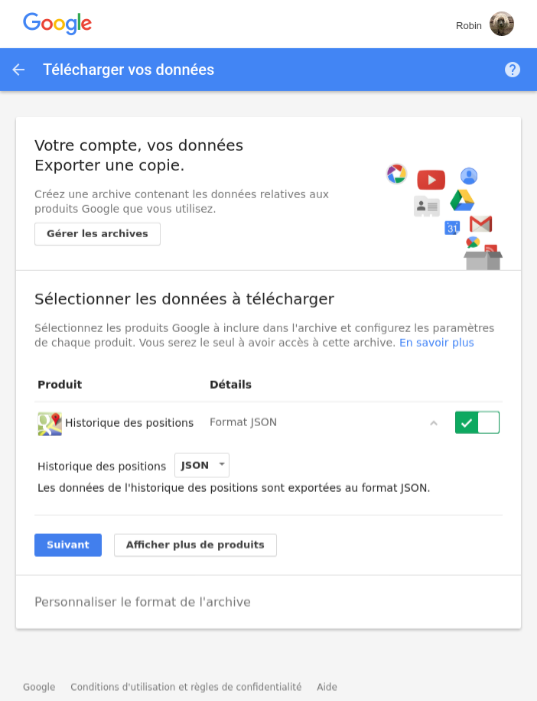 Google
Robin
Télécharger vos données
Votre compte, vos données
Exporter une copie.
Créez une archive contenant les données relatives aux
produits Google que vous utilisez.
Gérer les archives
31
Sélectionner les données à télécharger
Sélectionnez les produits Google à inclure dans l'archive et configurez les paramètres
de chaque produit. Vous serez le seul à avoir accès à cette archive. En savoir plus
Produit Détails
Historique des positions Format JSON
Historique des positions JSON
Les données de l'historique des positions sont exportées au format JSON.
Suivant Afficher plus de produits
Personnaliser le format de l'archive
Google Conditions d'utilisation et règles de confidentialité Aide